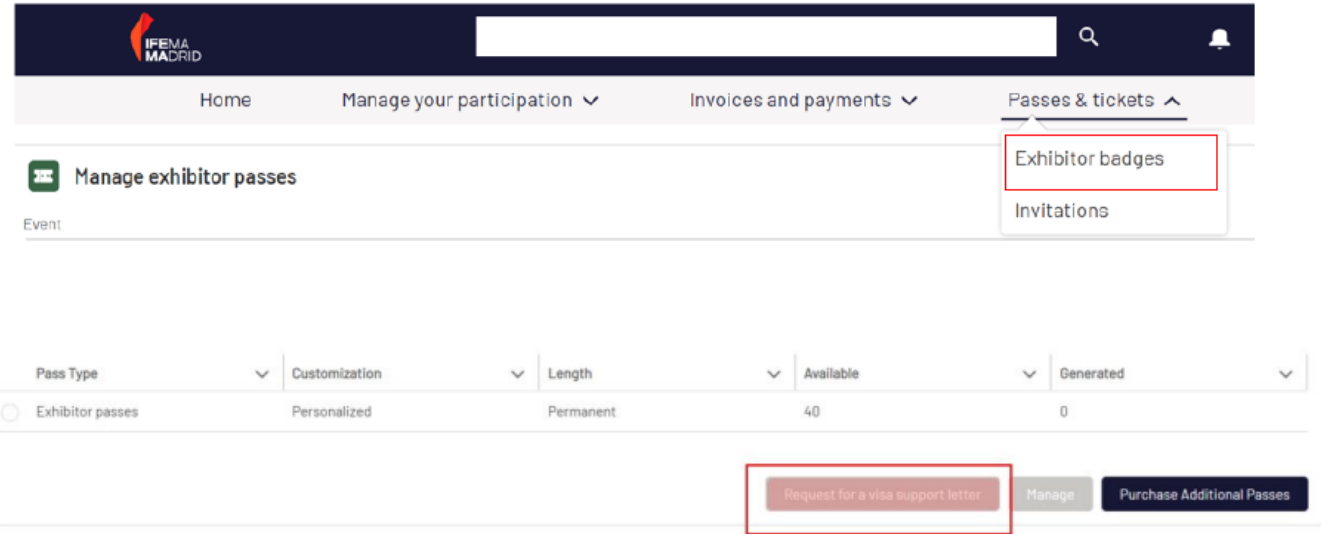 IFEMA
MADRID
Home Manage your participation Invoices and payments Passes & tickets
Exhibitor badges
Manage exhibitor passes
Invitations
Event
Pass Type Customization Length Available Generated
Exhibitor passes Personalized Permanent 40 0
Request for a visa support letter Manage Purchase Additional Passes